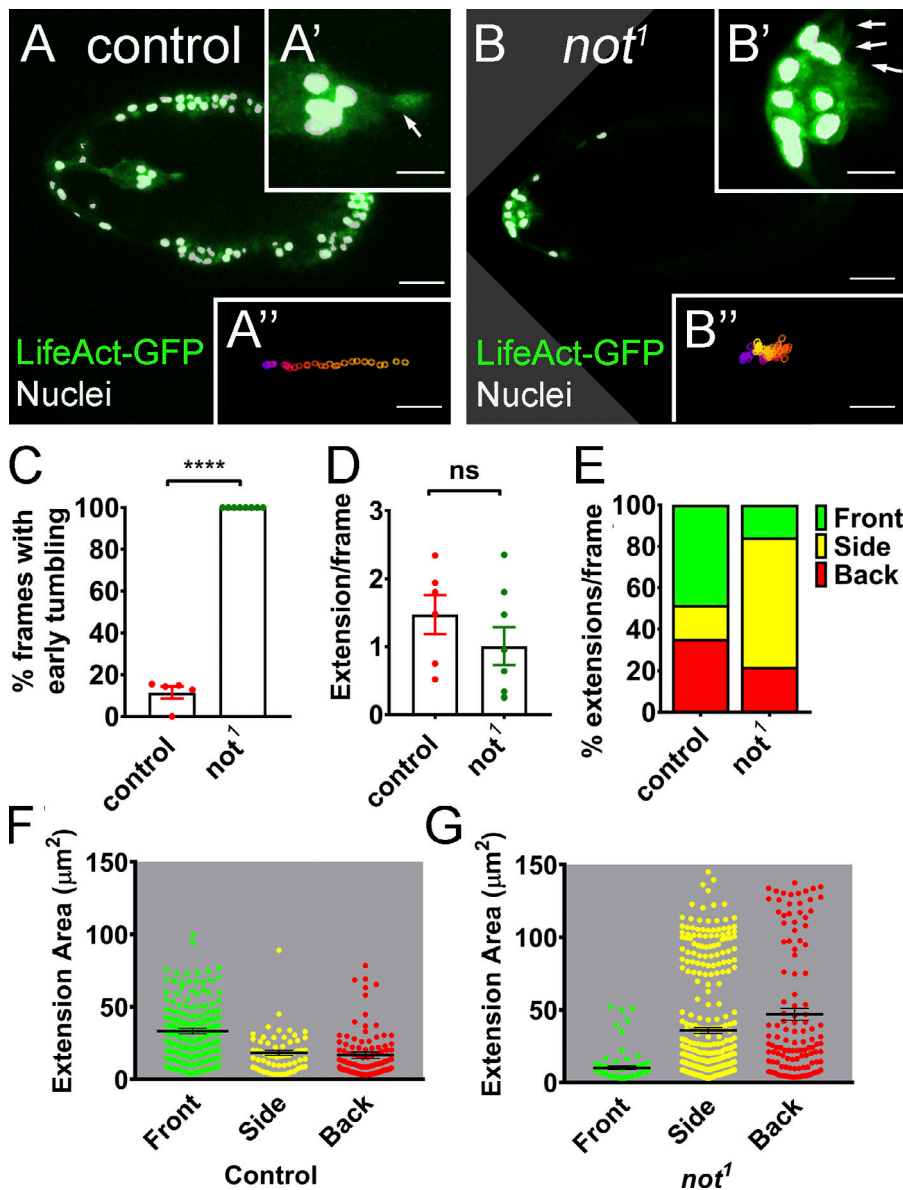 A control
A'
LifeAct-GFP
Nuclei
A''
B not¹
B'
LifeAct-GFP
Nuclei
B''
C
% frames with
early tumbling
100
80
60
40
20
0
****
control
not¹
D
Extension/frame
3
2
1
0
ns
control
not¹
E
% extensions/frame
100
80
60
40
20
0
control
not¹
Front
Side
Back
F
Extension Area (μm²)
150
100
50
0
Front
Side
Back
Control
G
Extension Area (μm²)
150
100
50
0
Front
Side
Back
not¹